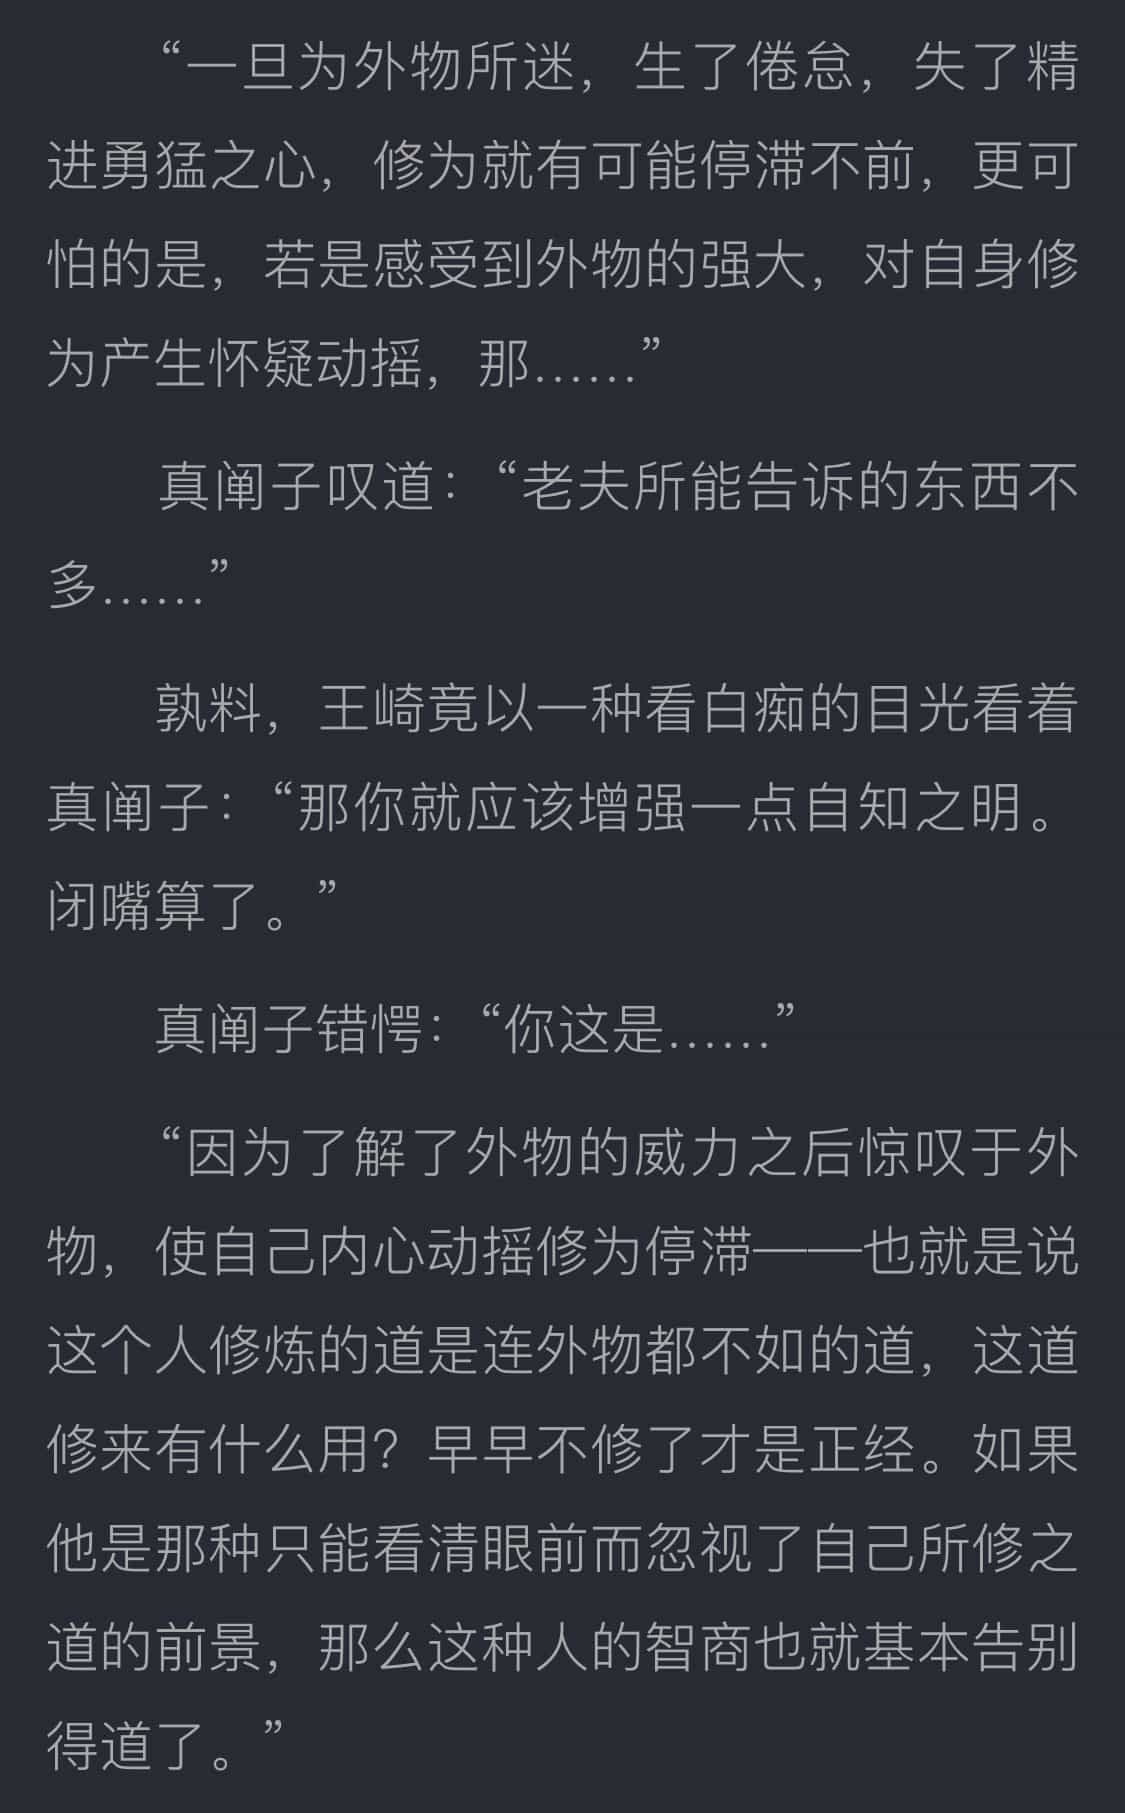 “一旦为外物所迷，生了倦怠，失了精
进勇猛之心，修为就有可能停滞不前，更可
怕的是，若是感受到外物的强大，对自身修
为产生怀疑动摇，那……”
真阐子叹道：“老夫所能告诉的东西不
多……”
孰料，王崎竟以一种看白痴的目光看着
真阐子：“那你就应该增强一点自知之明。
闭嘴算了。”
真阐子错愕：“你这是……”
“因为了解了外物的威力之后惊叹于外
物，使自己内心动摇修为停滞——也就是说
这个人修炼的道是连外物都不如的道，这道
修来有什么用？早早不修了才是正经。如果
他是那种只能看清眼前而忽视了自己所修之
道的前景，那么这种人的智商也就基本告别
得道了。”